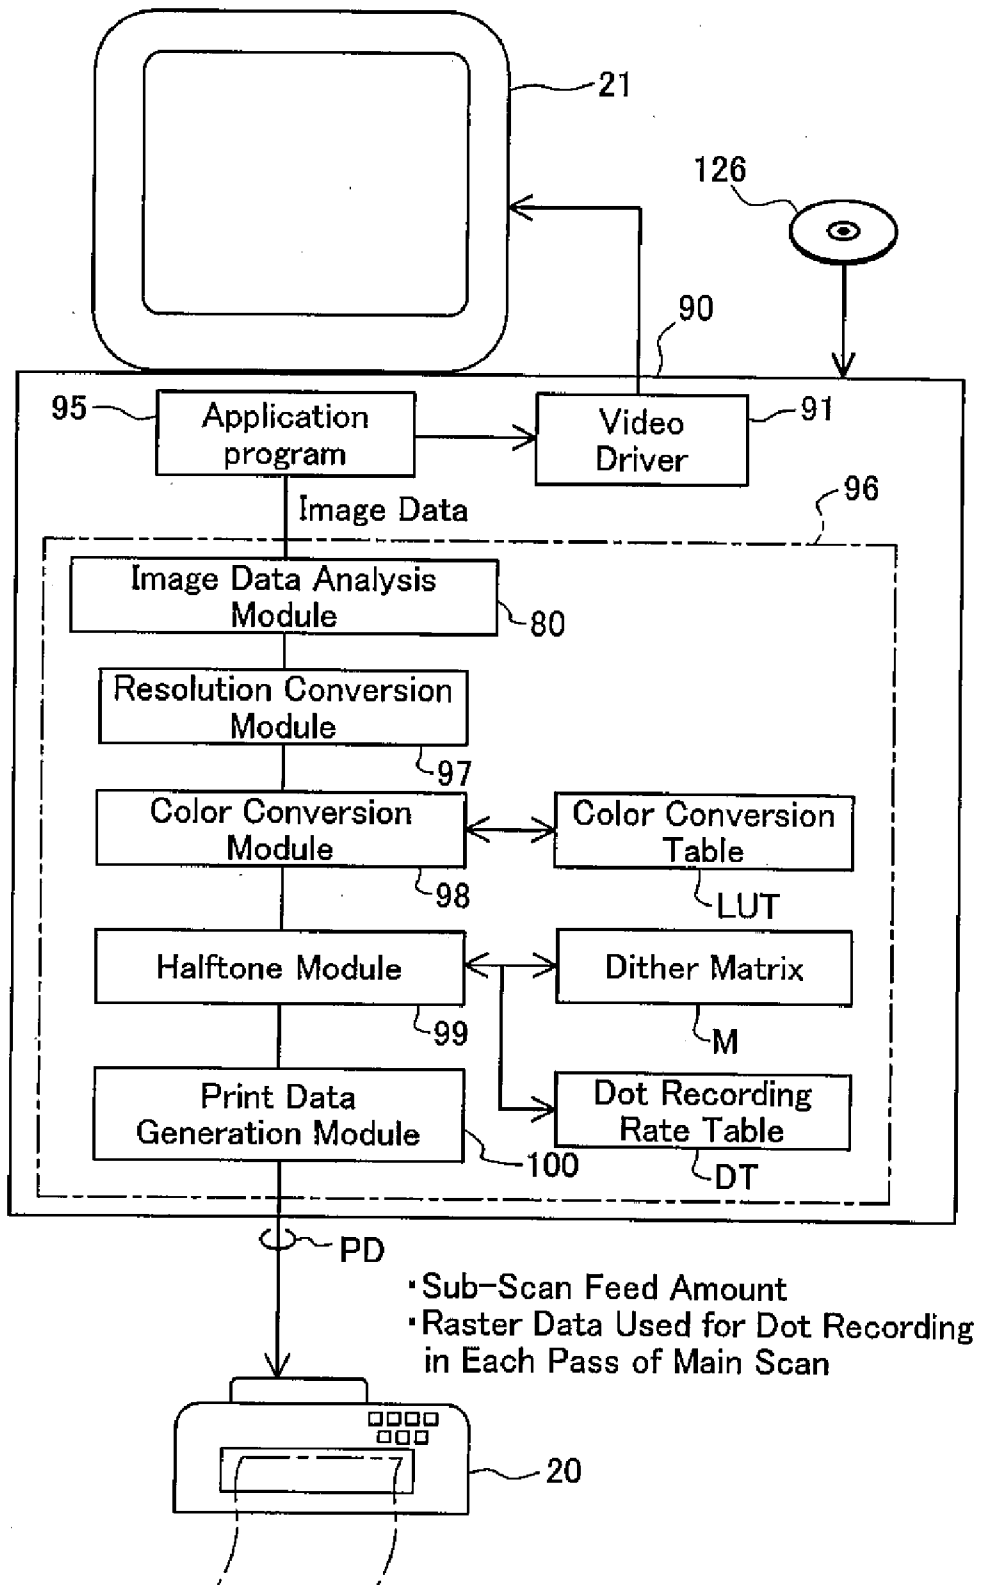 21
126
90
95
Application
program
Video
Driver
91
Image Data
96
Image Data Analysis
Module
80
Resolution Conversion
Module
97
Color Conversion
Module
98
Color Conversion
Table
LUT
Halftone Module
99
Dither Matrix
M
Print Data
Generation Module
100
Dot Recording
Rate Table
DT
PD
・Sub-Scan Feed Amount
・Raster Data Used for Dot Recording
in Each Pass of Main Scan
20